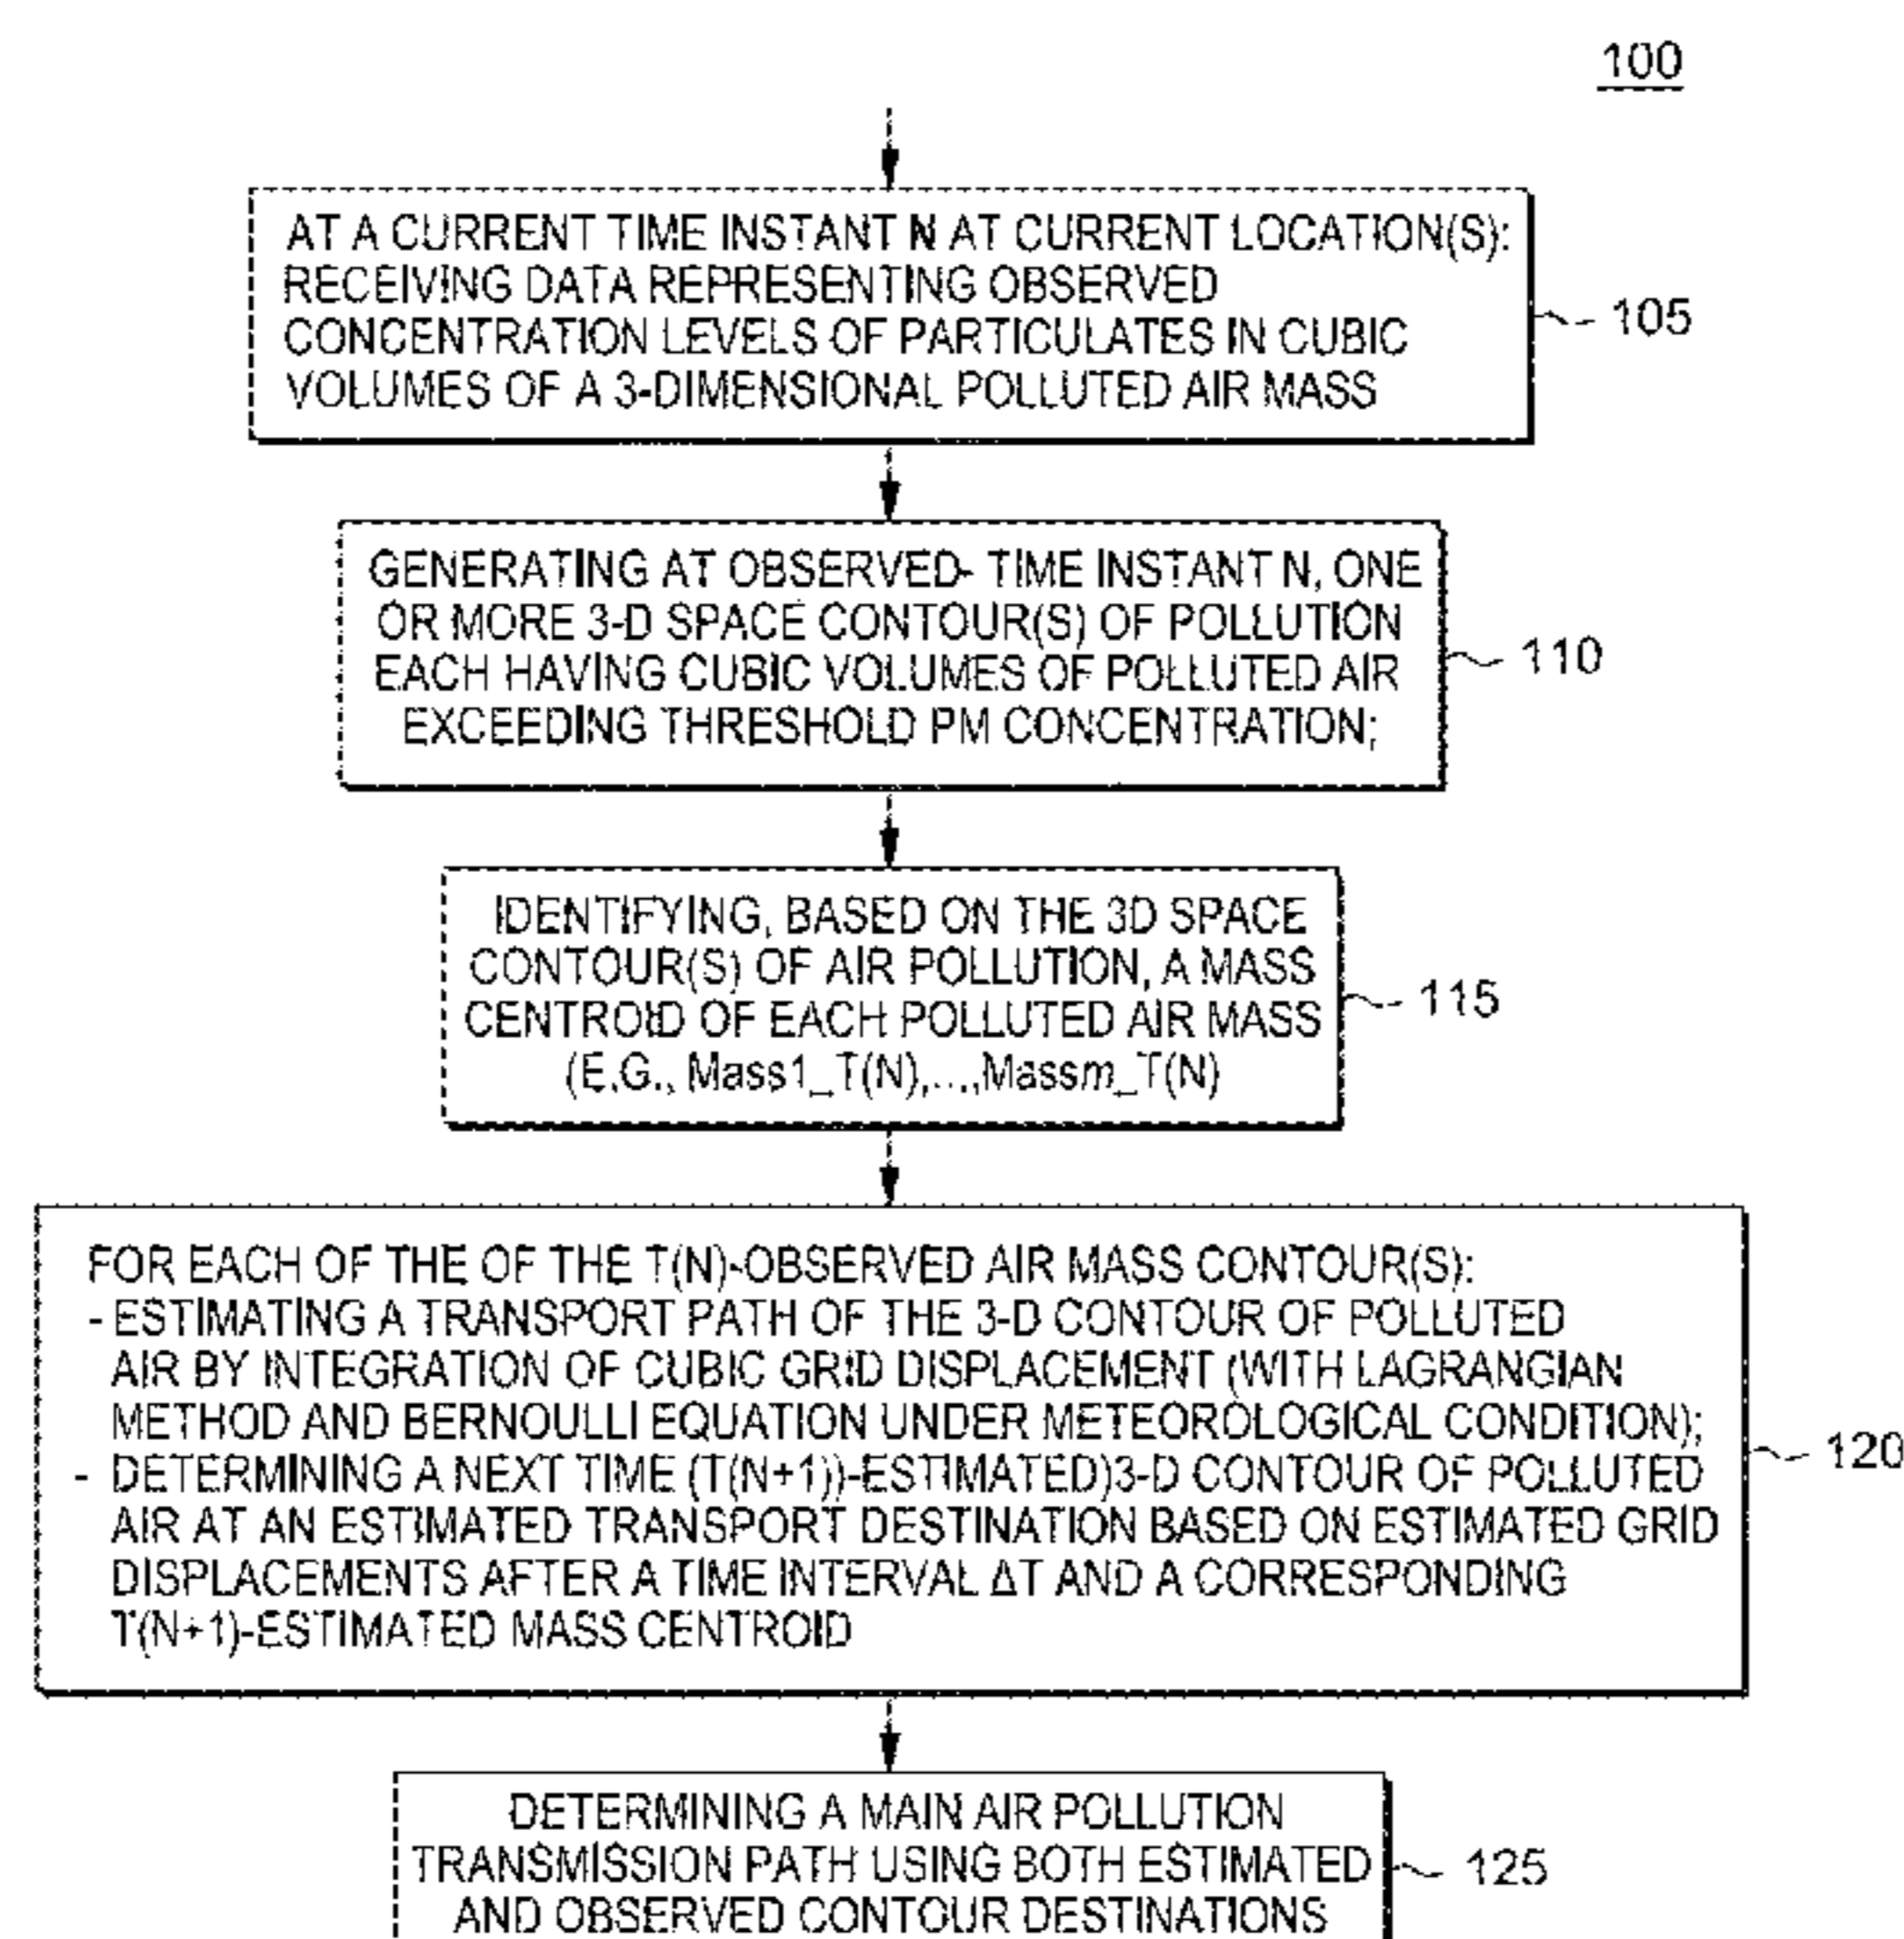 100
AT A CURRENT TIME INSTANT N AT CURRENT LOCATION(S):
RECEIVING DATA REPRESENTING OBSERVED
CONCENTRATION LEVELS OF PARTICULATES IN CUBIC
VOLUMES OF A 3-DIMENSIONAL POLLUTED AIR MASS
105
GENERATING AT OBSERVED- TIME INSTANT N, ONE
OR MORE 3-D SPACE CONTOUR(S) OF POLLUTION
EACH HAVING CUBIC VOLUMES OF POLLUTED AIR
EXCEEDING THRESHOLD PM CONCENTRATION;
110
IDENTIFYING, BASED ON THE 3D SPACE
CONTOUR(S) OF AIR POLLUTION, A MASS
CENTROID OF EACH POLLUTED AIR MASS
(E.G., Mass1_T(N),...,Massm_T(N)
115
FOR EACH OF THE OF THE T(N)-OBSERVED AIR MASS CONTOUR(S):
- ESTIMATING A TRANSPORT PATH OF THE 3-D CONTOUR OF POLLUTED
AIR BY INTEGRATION OF CUBIC GRID DISPLACEMENT (WITH LAGRANGIAN
METHOD AND BERNOULLI EQUATION UNDER METEOROLOGICAL CONDITION);
- DETERMINING A NEXT TIME (T(N+1))-ESTIMATED)3-D CONTOUR OF POLLUTED
AIR AT AN ESTIMATED TRANSPORT DESTINATION BASED ON ESTIMATED GRID
DISPLACEMENTS AFTER A TIME INTERVAL ΔT AND A CORRESPONDING
T(N+1)-ESTIMATED MASS CENTROID
120
DETERMINING A MAIN AIR POLLUTION
TRANSMISSION PATH USING BOTH ESTIMATED
AND OBSERVED CONTOUR DESTINATIONS
125